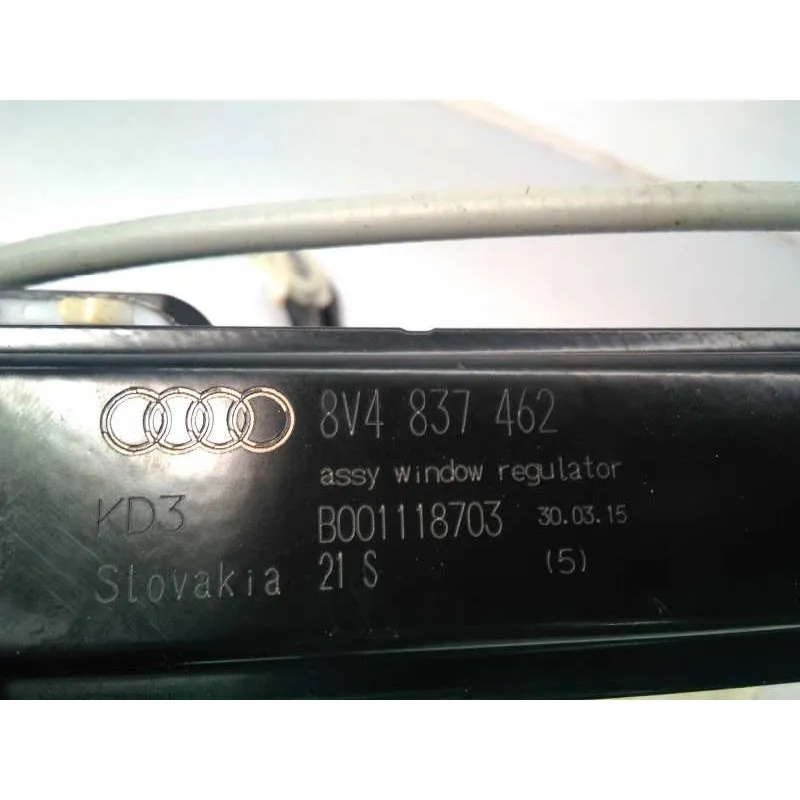 8V4 837 462
assy window regulator
KD3 B001118703 30.03.15
Slovakia 21 S (5)